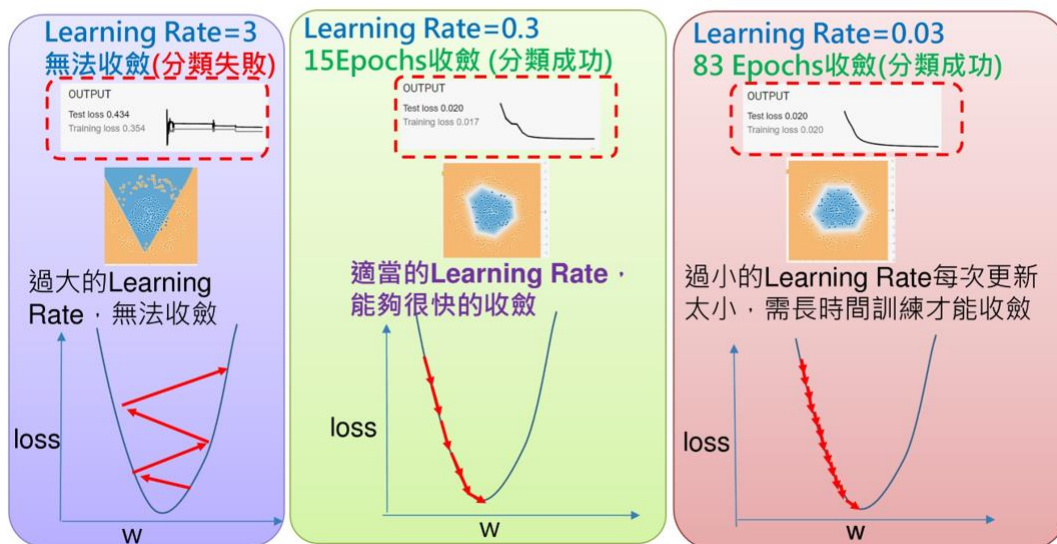 Learning Rate=3
無法收斂(分類失敗)
OUTPUT
Test loss 0.434
Training loss 0.354
過大的Learning
Rate，無法收斂
loss
w
Learning Rate=0.3
15Epochs收斂 (分類成功)
OUTPUT
Test loss 0.020
Training loss 0.017
適當的Learning Rate，
能夠很快的收斂
loss
w
Learning Rate=0.03
83 Epochs收斂(分類成功)
OUTPUT
Test loss 0.020
Training loss 0.020
過小的Learning Rate每次更新
太小，需長時間訓練才能收斂
loss
w